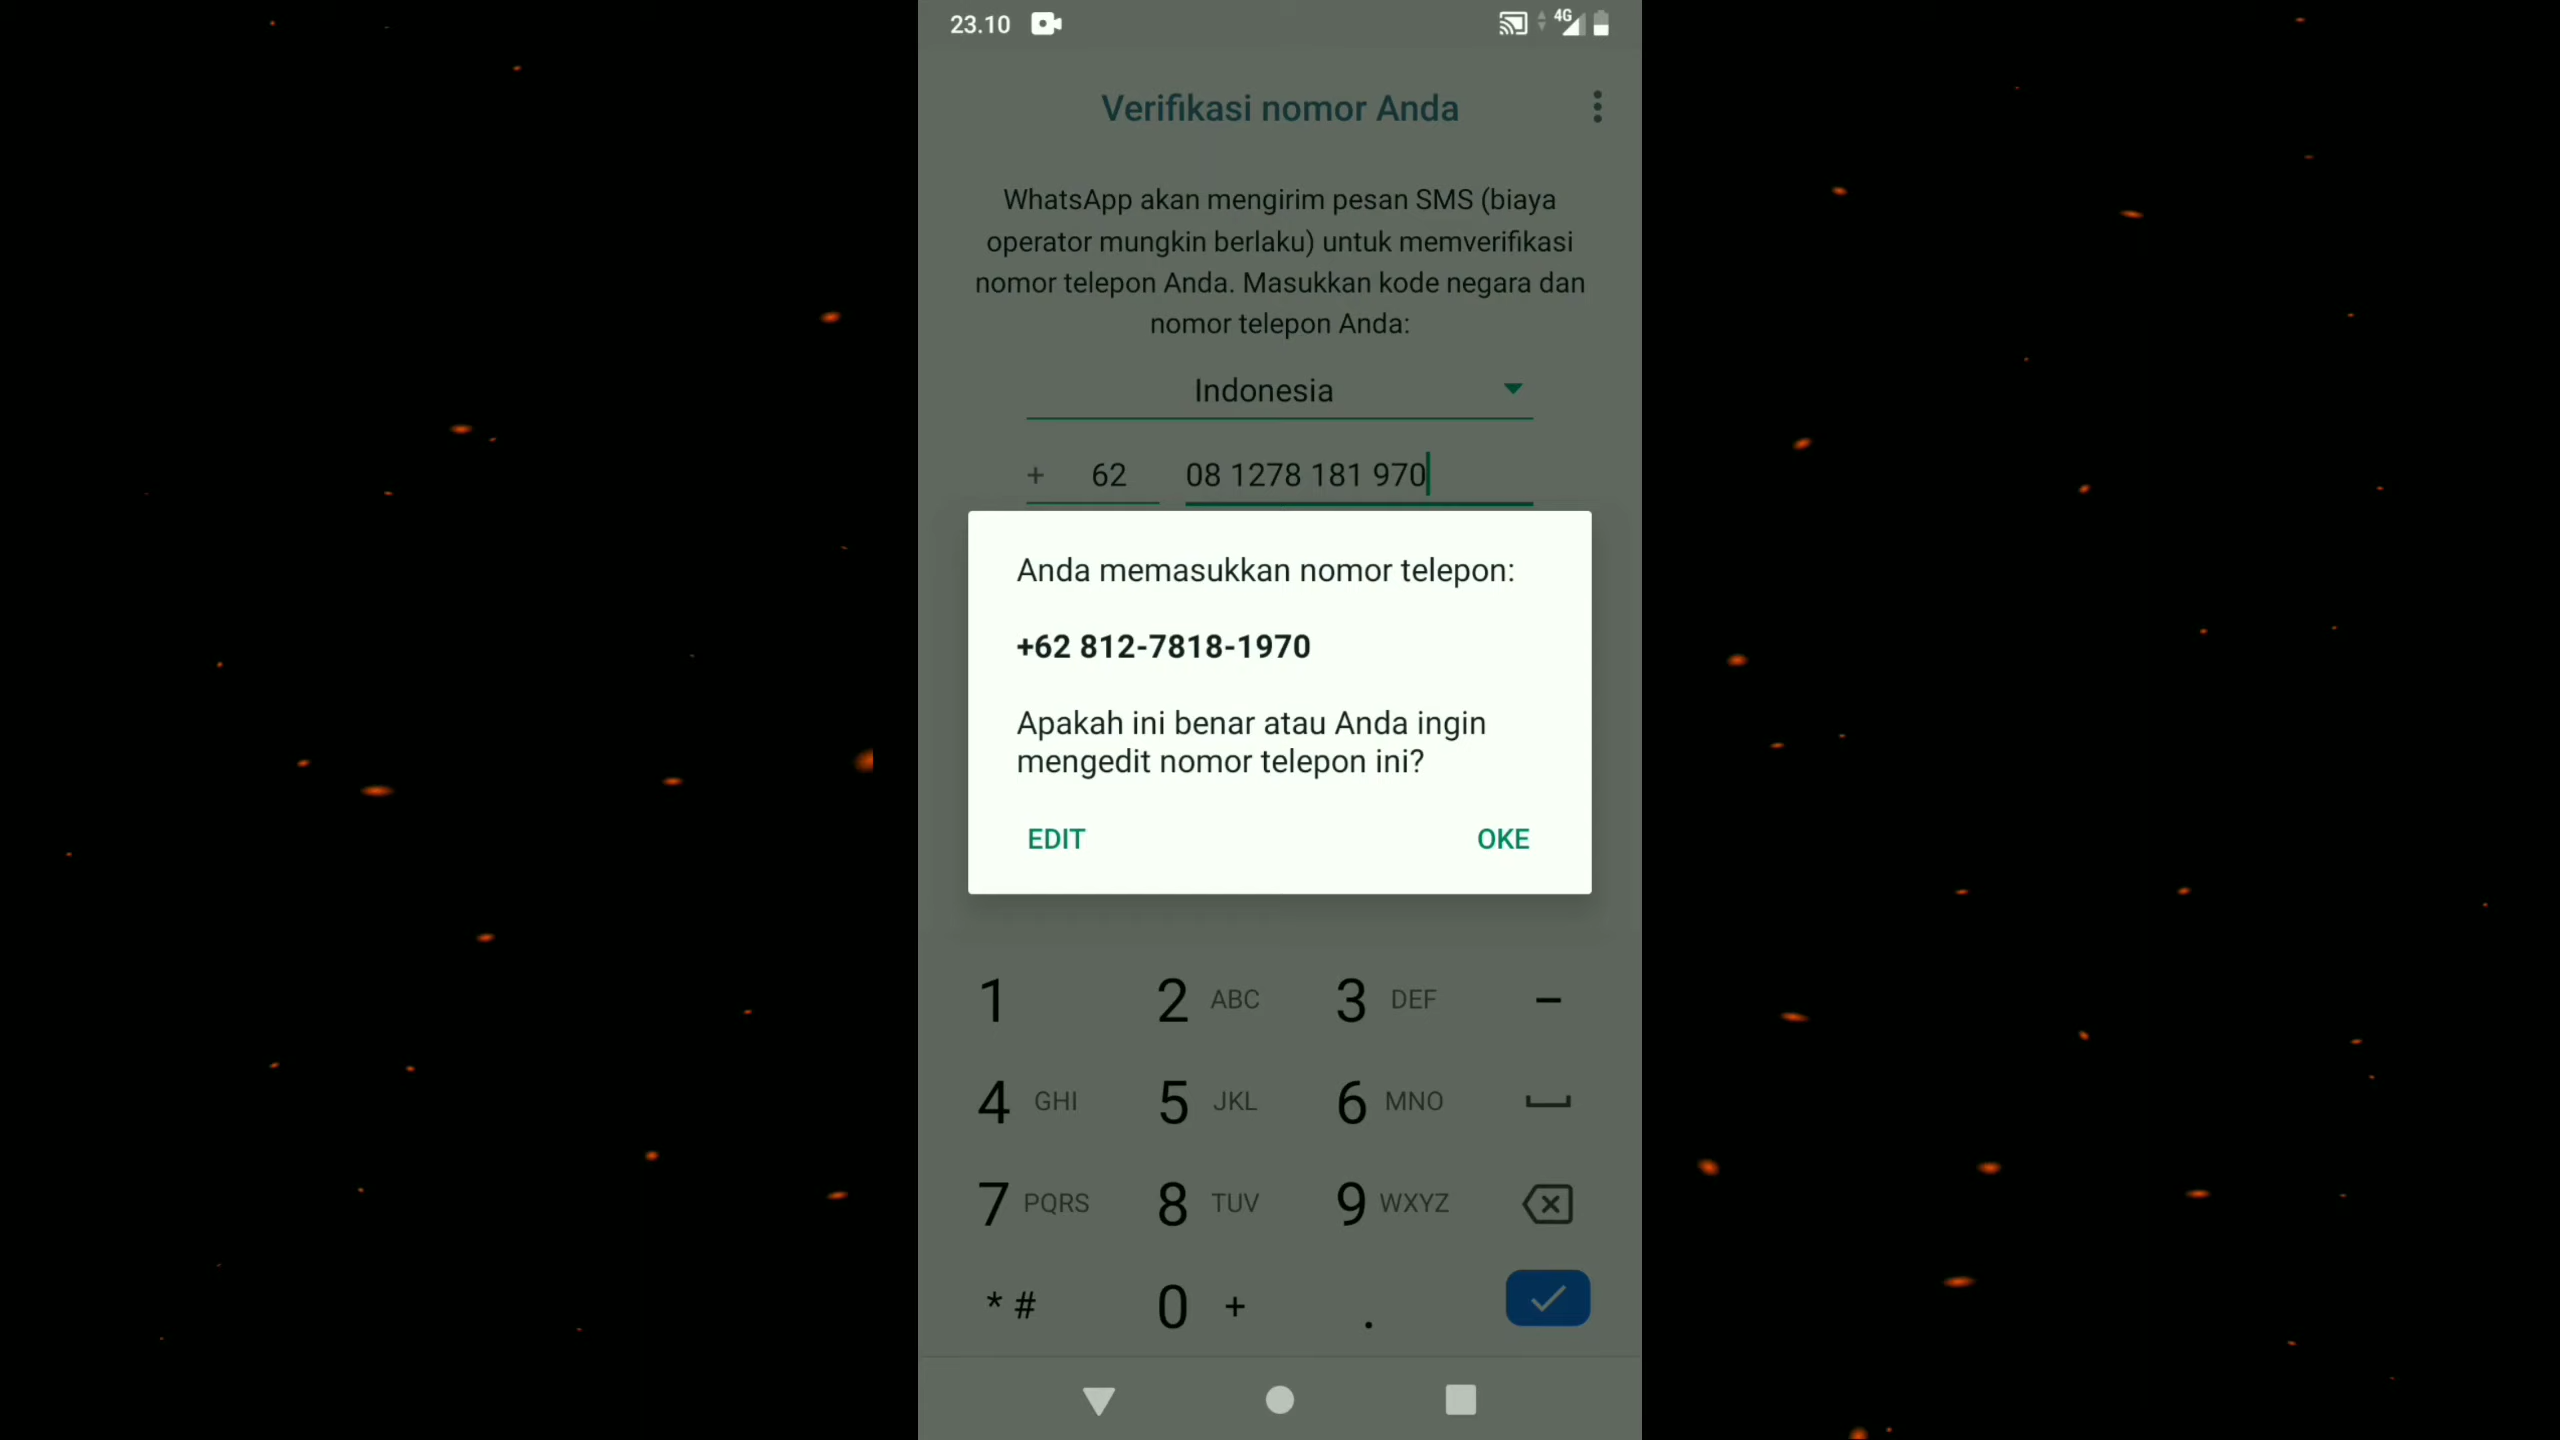 23.10
4G
Verifikasi nomor Anda
WhatsApp akan mengirim pesan SMS (biaya
operator mungkin berlaku) untuk memverifikasi
nomor telepon Anda. Masukkan kode negara dan
nomor telepon Anda:
Indonesia
+ 62 08 1278 181 970
Anda memasukkan nomor telepon:
+62 812-7818-1970
Apakah ini benar atau Anda ingin
mengedit nomor telepon ini?
EDIT OKE
1 2 ABC 3 DEF –
4 GHI 5 JKL 6 MNO
7 PQRS 8 TUV 9 WXYZ
* # 0 + .